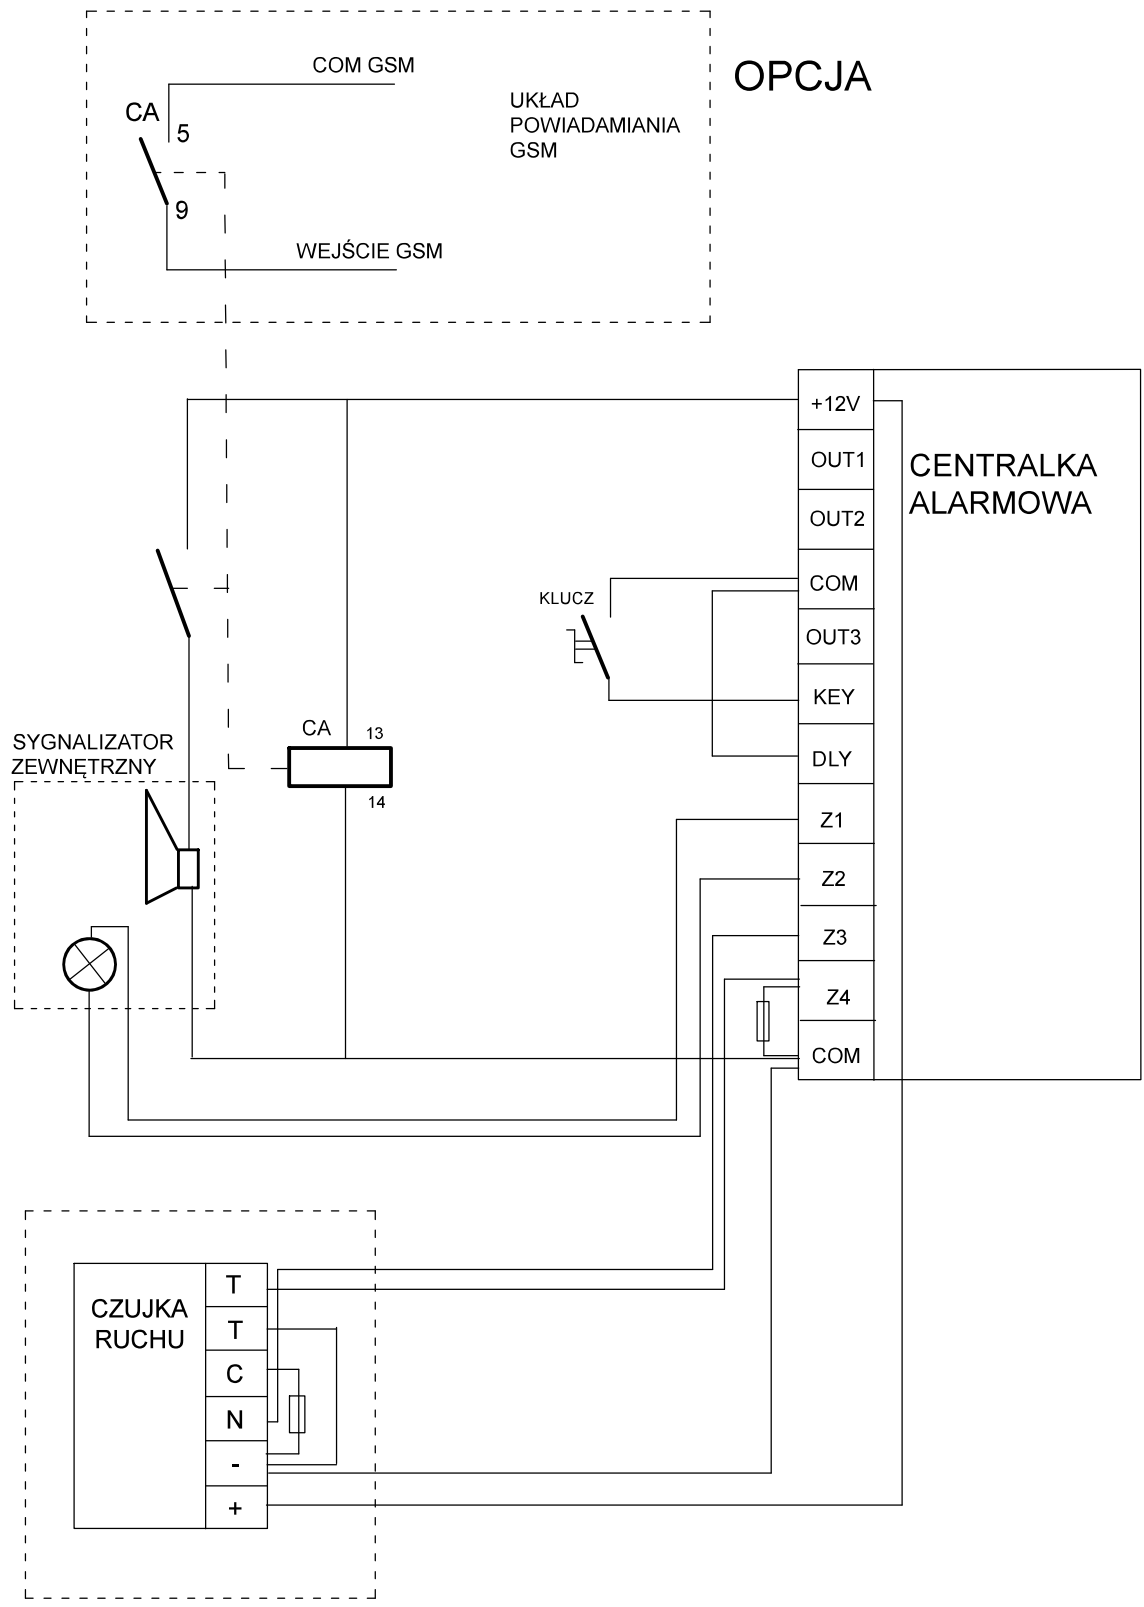 COM GSM
OPCJA
CA
5
UKŁAD
POWIADAMIANIA
GSM
9
WEJŚCIE GSM
+12V
OUT1
OUT2
COM
OUT3
KEY
DLY
Z1
Z2
Z3
Z4
COM
CENTRALKA
ALARMOWA
KLUCZ
CA
13
14
SYGNALIZATOR
ZEWNĘTRZNY
CZUJKA
RUCHU
T
T
C
N
-
+